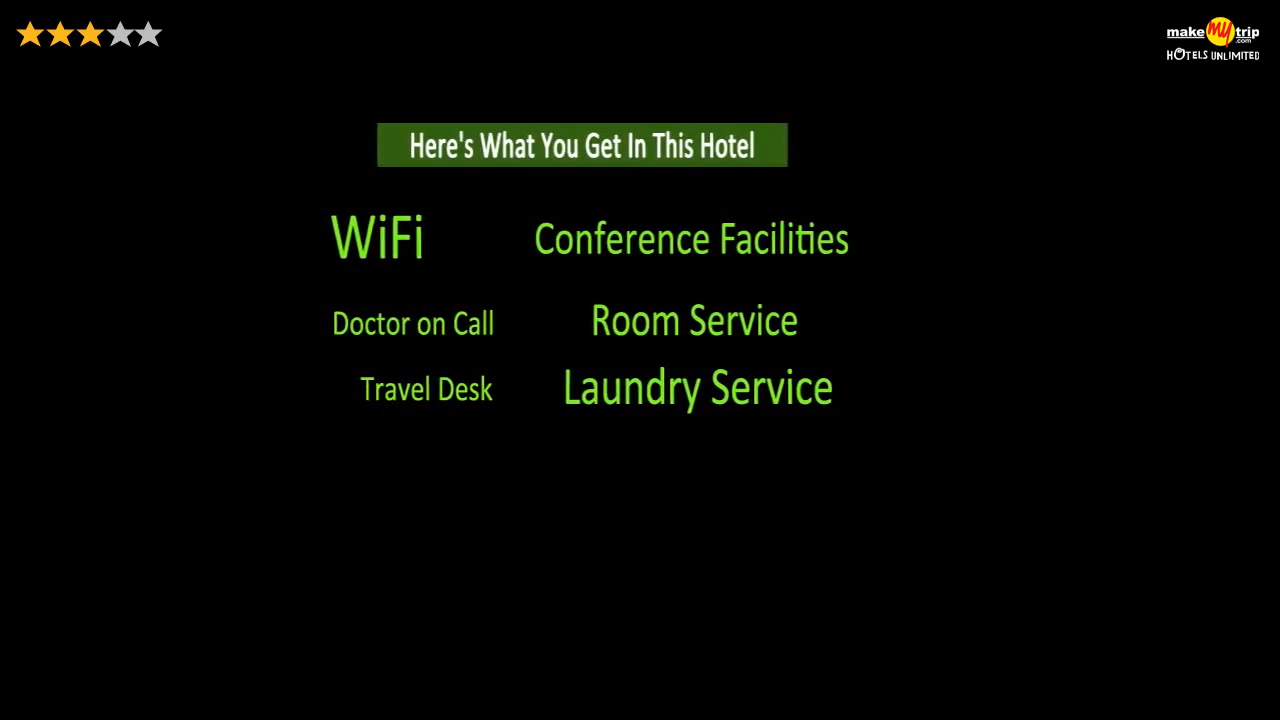 make my trip .com
HOTELS UNLIMITED
Here's What You Get In This Hotel
WiFi Conference Facilities
Doctor on Call Room Service
Travel Desk Laundry Service